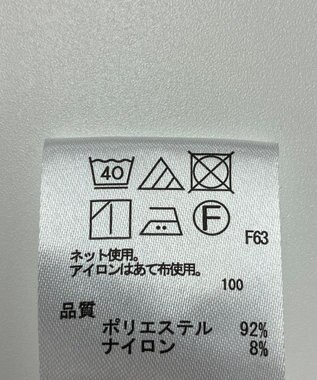 40
F
F63
ネット使用。
アイロンはあて布使用。
100
品質
ポリエステル 92%
ナイロン 8%